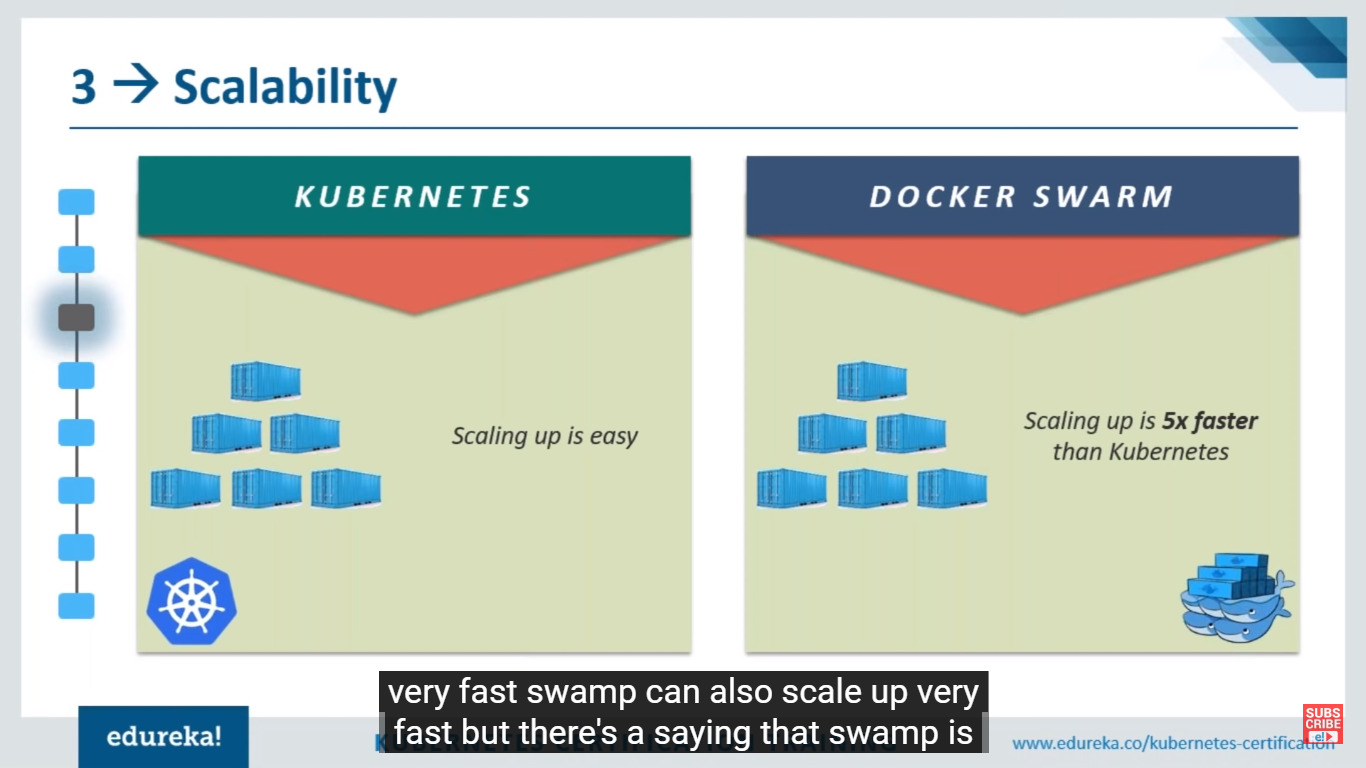 3 → Scalability
KUBERNETES
DOCKER SWARM
Scaling up is easy
Scaling up is 5x faster
than Kubernetes
very fast swamp can also scale up very
fast but there's a saying that swamp is
edureka!
www.edureka.co/kubernetes-certification
SUBS
CRIBE
e!